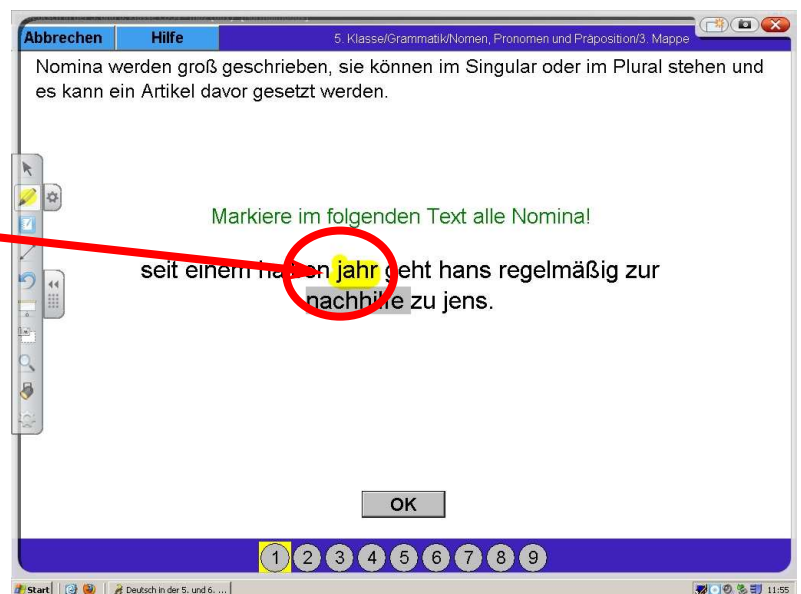 Abbrechen Hilfe 5. Klasse/Grammatik/Nomen, Pronomen und Präposition/3. Mappe
Nomina werden groß geschrieben, sie können im Singular oder im Plural stehen und
es kann ein Artikel davor gesetzt werden.
Markiere im folgenden Text alle Nomina!
seit einem halben jahr geht hans regelmäßig zur
nachhilfe zu jens.
OK
1 2 3 4 5 6 7 8 9
Start Deutsch in der 5. und 6. ... 11:55